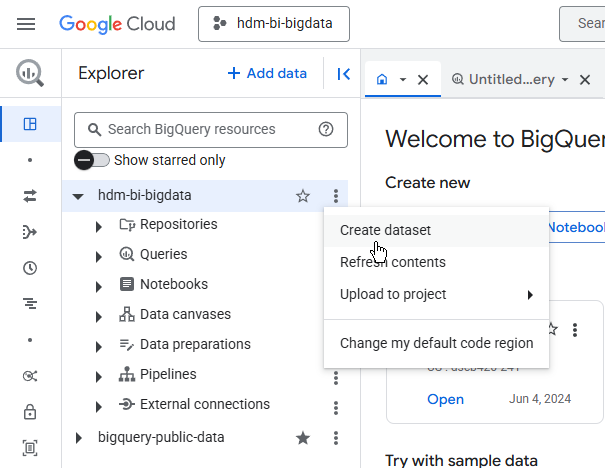 Google Cloud
hdm-bi-bigdata
Sear
Explorer
+ Add data
Untitled...ery
Search BigQuery resources
Show starred only
Welcome to BigQuer
Create new
hdm-bi-bigdata
Repositories
Queries
Notebooks
Data canvases
Data preparations
Pipelines
External connections
bigquery-public-data
Create dataset
Refresh contents
Upload to project
Change my default code region
Notebook
Open
Jun 4, 2024
Try with sample data